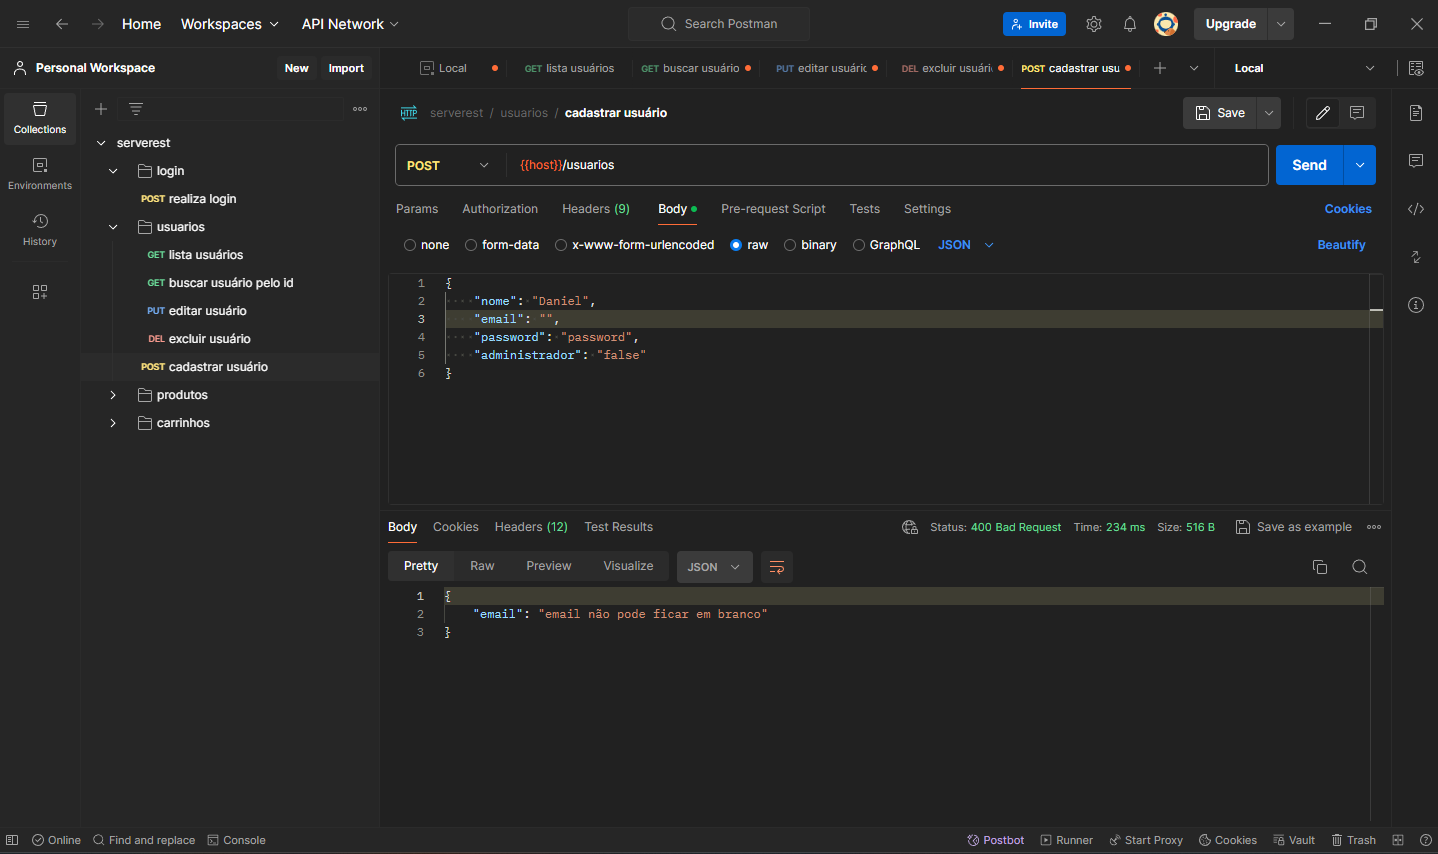 Home Workspaces API Network Search Postman Invite Upgrade
Personal Workspace New Import Local GET lista usuários GET buscar usuário PUT editar usuári DEL excluir usuári POST cadastrar usu Local
Collections
Environments
History
serverest
login
POST realiza login
usuarios
GET lista usuários
GET buscar usuário pelo id
PUT editar usuário
DEL excluir usuário
POST cadastrar usuário
produtos
carrinhos
HTTP serverest / usuarios / cadastrar usuário Save
POST {{host}}/usuarios Send
Params Authorization Headers (9) Body Pre-request Script Tests Settings Cookies
none form-data x-www-form-urlencoded raw binary GraphQL JSON Beautify
1 {
2 "nome": "Daniel",
3 "email": "",
4 "password": "password",
5 "administrador": "false"
6 }
Body Cookies Headers (12) Test Results Status: 400 Bad Request Time: 234 ms Size: 516 B Save as example
Pretty Raw Preview Visualize JSON
1 {
2 "email": "email não pode ficar em branco"
3 }
Online Find and replace Console Postbot Runner Start Proxy Cookies Vault Trash